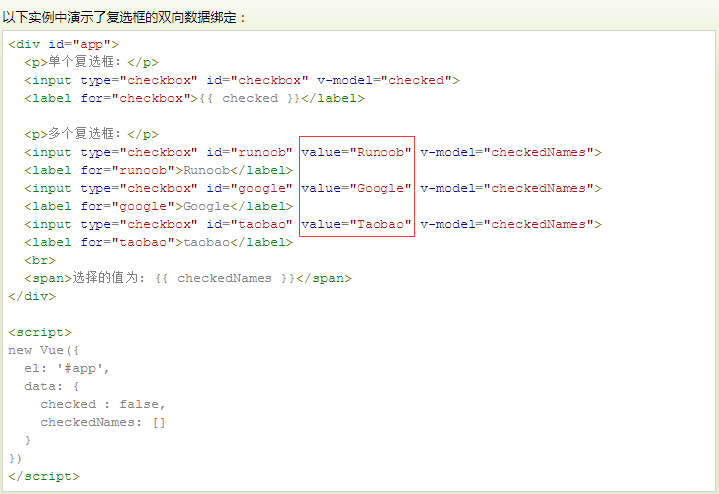 以下实例中演示了复选框的双向数据绑定：
<div id="app">
  <p>单个复选框：</p>
  <input type="checkbox" id="checkbox" v-model="checked">
  <label for="checkbox">{{ checked }}</label>

  <p>多个复选框：</p>
  <input type="checkbox" id="runoob" value="Runoob" v-model="checkedNames">
  <label for="runoob">Runoob</label>
  <input type="checkbox" id="google" value="Google" v-model="checkedNames">
  <label for="google">Google</label>
  <input type="checkbox" id="taobao" value="Taobao" v-model="checkedNames">
  <label for="taobao">taobao</label>
  <br>
  <span>选择的值为: {{ checkedNames }}</span>
</div>

<script>
new Vue({
  el: '#app',
  data: {
    checked : false,
    checkedNames: []
  }
})
</script>